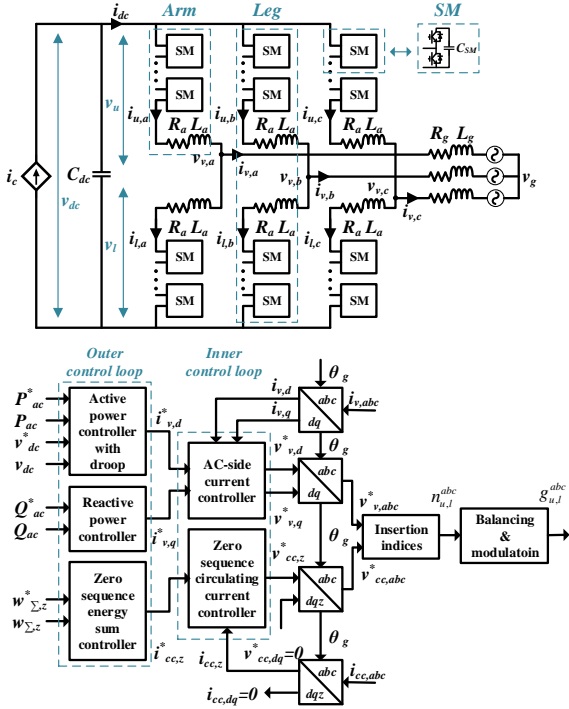 i_dc Arm Leg SM
SM SM SM C_SM
v_u SM SM SM
i_u,a i_u,b i_u,c
R_a L_a R_a L_a R_a L_a R_g L_g
i_c C_dc v_v,a i_v,a
v_dc v_v,b i_v,b v_v,c i_v,c v_g
v_l R_a L_a R_a L_a R_a L_a
i_l,a i_l,b i_l,c
SM SM SM
SM SM SM
Outer control loop
Inner control loop
P*_ac
P_ac
v*_dc
v_dc
Active power controller with droop
i*_v,d
Q*_ac
Q_ac
Reactive power controller
i*_v,q
w*_Σ,z
w_Σ,z
Zero sequence energy sum controller
i*_cc,z
AC-side current controller
Zero sequence circulating current controller
i_v,d
i_v,q
θ_g
abc
dq
i_v,abc
θ_g
v*_v,d
v*_v,q
abc
dq
v*_v,abc
θ_g
v*_cc,z
abc
dqz
v*_cc,abc
v*_cc,dq=0
θ_g
i_cc,z
abc
dqz
i_cc,abc
i_cc,dq=0
Insertion indices
n^abc_u,l
Balancing & modulatoin
g^abc_u,l